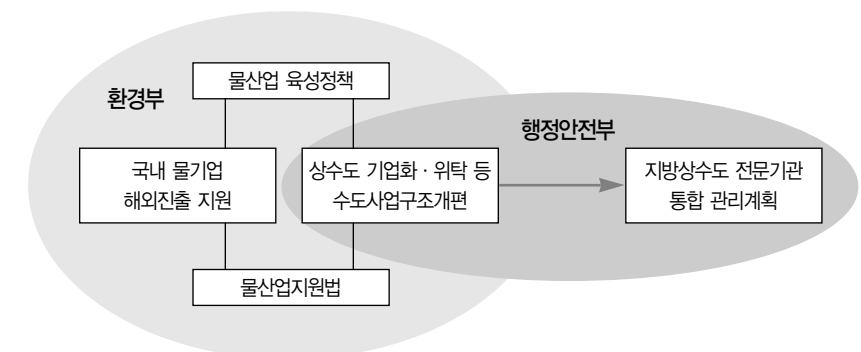 물산업 육성정책
환경부
행정안전부
국내 물기업
해외진출 지원
상수도 기업화 · 위탁 등
수도사업구조개편
지방상수도 전문기관
통합 관리계획
물산업지원법